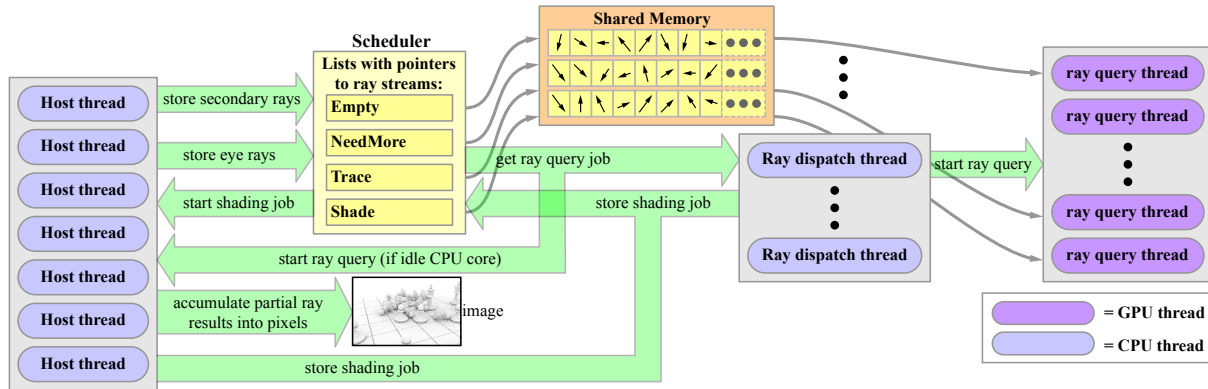 Shared Memory
Scheduler
Lists with pointers
to ray streams:
Empty
NeedMore
Trace
Shade
Host thread
Host thread
Host thread
Host thread
Host thread
Host thread
Host thread
store secondary rays
store eye rays
start shading job
start ray query (if idle CPU core)
accumulate partial ray
results into pixels
image
store shading job
get ray query job
store shading job
Ray dispatch thread
Ray dispatch thread
start ray query
ray query thread
ray query thread
ray query thread
ray query thread
= GPU thread
= CPU thread